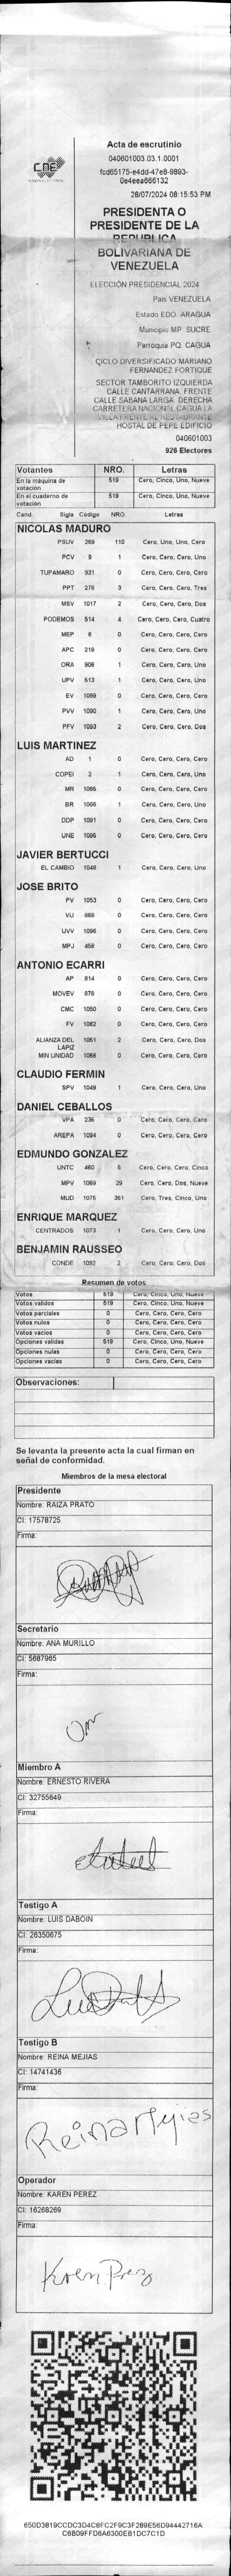 CNE
Acta de escrutinio
040601003.03.1.0001
fcd65175-e4dd-47e8-9893-
0e4eea666132
28/07/2024 08:15:53 PM
PRESIDENTA O
PRESIDENTE DE LA
REPUBLICA
BOLIVARIANA DE
VENEZUELA
ELECCIÓN PRESIDENCIAL 2024
Pais VENEZUELA
Estado EDO. ARAGUA
Municipio MP. SUCRE
Parroquia PQ. CAGUA
CICLO DIVERSIFICADO MARIANO
FERNANDEZ FORTIQUE
SECTOR TAMBORITO IZQUIERDA
CALLE CANTARRANA. FRENTE
CALLE SABANA LARGA. DERECHA
CARRETERA NACIONAL CAGUA LA
VILLA FRENTE AL RESTAURANTE
HOSTAL DE PEPE EDIFICIO
040601003
926 Electores
Votantes NRO. Letras
En la maquina de votación 519 Cero, Cinco, Uno, Nueve
En el cuaderno de votación 519 Cero, Cinco, Uno, Nueve
Cand. Sigla Código NRO. Letras
NICOLAS MADURO
PSUV 269 110 Cero, Uno, Uno, Cero
PCV 5 1 Cero, Cero, Cero, Uno
TUPAMARO 931 0 Cero, Cero, Cero, Cero
PPT 276 3 Cero, Cero, Cero, Tres
MSV 1017 2 Cero, Cero, Cero, Dos
PODEMOS 514 4 Cero, Cero, Cero, Cuatro
MEP 6 0 Cero, Cero, Cero, Cero
APC 219 0 Cero, Cero, Cero, Cero
ORA 906 1 Cero, Cero, Cero, Uno
UPV 513 1 Cero, Cero, Cero, Uno
EV 1089 0 Cero, Cero, Cero, Cero
PVV 1090 1 Cero, Cero, Cero, Uno
PFV 1093 2 Cero, Cero, Cero, Dos
LUIS MARTINEZ
AD 1 0 Cero, Cero, Cero, Cero
COPEI 2 1 Cero, Cero, Cero, Uno
MR 1065 0 Cero, Cero, Cero, Cero
BR 1066 1 Cero, Cero, Cero, Uno
DDP 1091 0 Cero, Cero, Cero, Cero
UNE 1095 0 Cero, Cero, Cero, Cero
JAVIER BERTUCCI
EL CAMBIO 1048 1 Cero, Cero, Cero, Uno
JOSE BRITO
PV 1053 0 Cero, Cero, Cero, Cero
VU 969 0 Cero, Cero, Cero, Cero
UVV 1096 0 Cero, Cero, Cero, Cero
MPJ 458 0 Cero, Cero, Cero, Cero
ANTONIO ECARRI
AP 914 0 Cero, Cero, Cero, Cero
MOVEV 979 0 Cero, Cero, Cero, Cero
CMC 1050 0 Cero, Cero, Cero, Cero
FV 1062 0 Cero, Cero, Cero, Cero
ALIANZA DEL LAPIZ 1051 2 Cero, Cero, Cero, Dos
MIN UNIDAD 1068 0 Cero, Cero, Cero, Cero
CLAUDIO FERMIN
SPV 1049 1 Cero, Cero, Cero, Uno
DANIEL CEBALLOS
VPA 236 0 Cero, Cero, Cero, Cero
AREPA 1094 0 Cero, Cero, Cero, Cero
EDMUNDO GONZALEZ
UNTC 460 5 Cero, Cero, Cero, Cinco
MPV 1069 29 Cero, Cero, Dos, Nueve
MUD 1076 351 Cero, Tres, Cinco, Uno
ENRIQUE MARQUEZ
CENTRADOS 1073 1 Cero, Cero, Cero, Uno
BENJAMIN RAUSSEO
CONDE 1092 2 Cero, Cero, Cero, Dos
Resumen de votos
Votos 519 Cero, Cinco, Uno, Nueve
Votos validos 519 Cero, Cinco, Uno, Nueve
Votos parciales 0 Cero, Cero, Cero, Cero
Votos nulos 0 Cero, Cero, Cero, Cero
Votos vacios 0 Cero, Cero, Cero, Cero
Opciones validas 519 Cero, Cinco, Uno, Nueve
Opciones nulas 0 Cero, Cero, Cero, Cero
Opciones vacias 0 Cero, Cero, Cero, Cero
Observaciones:
Se levanta la presente acta la cual firman en
señal de conformidad.
Miembros de la mesa electoral
Presidente
Nombre: RAIZA PRATO
CI: 17578725
Firma:
Secretario
Nombre: ANA MURILLO
CI: 5687965
Firma:
Miembro A
Nombre: ERNESTO RIVERA
CI: 32755649
Firma:
Testigo A
Nombre: LUIS DABOIN
CI: 26350675
Firma:
Testigo B
Nombre: REINA MEJIAS
CI: 14741436
Firma:
Reina Mejias
Operador
Nombre: KAREN PEREZ
CI: 16268269
Firma:
Karen Perez
650D3819CCDC3D4C8FC2F9C3F289E56D94442716A
C6B09FFD6A6300EB1DC7C1D